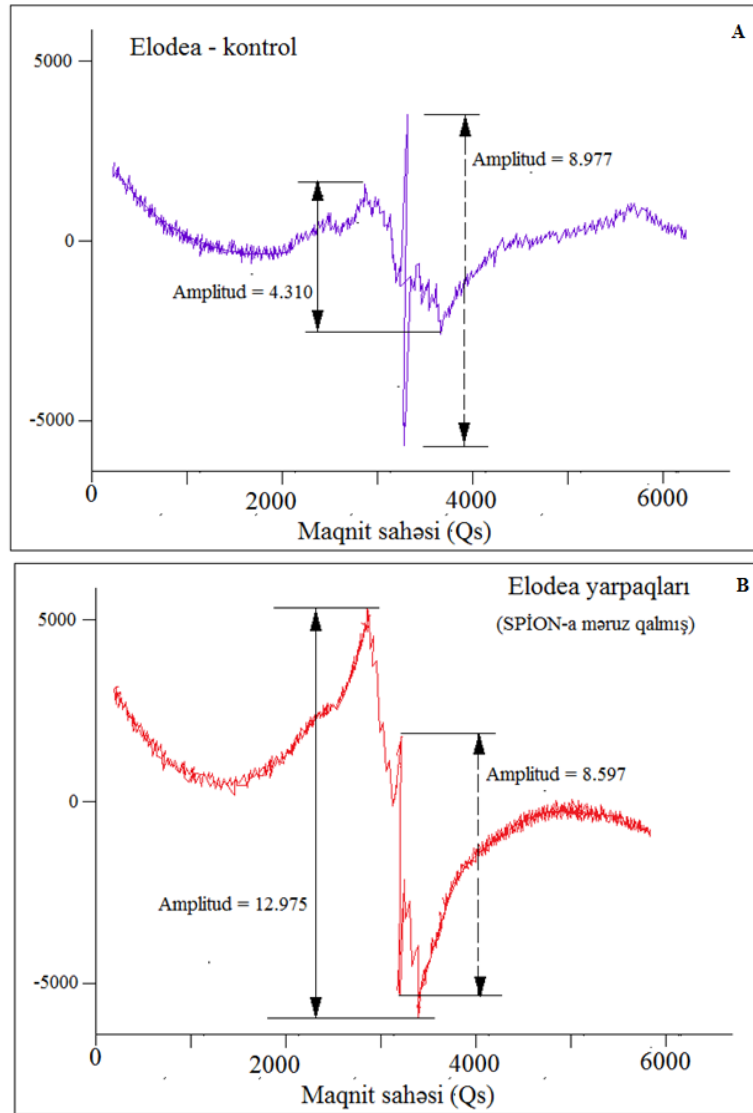 A
Elodea - kontrol
5000
Amplitud = 8.977
0
Amplitud = 4.310
-5000
0 2000 4000 6000
Maqnit sahəsi (Qs)
B
Elodea yarpaqları
(SPİON-a məruz qalmış)
5000
Amplitud = 8.597
0
Amplitud = 12.975
-5000
0 2000 4000 6000
Maqnit sahəsi (Qs)